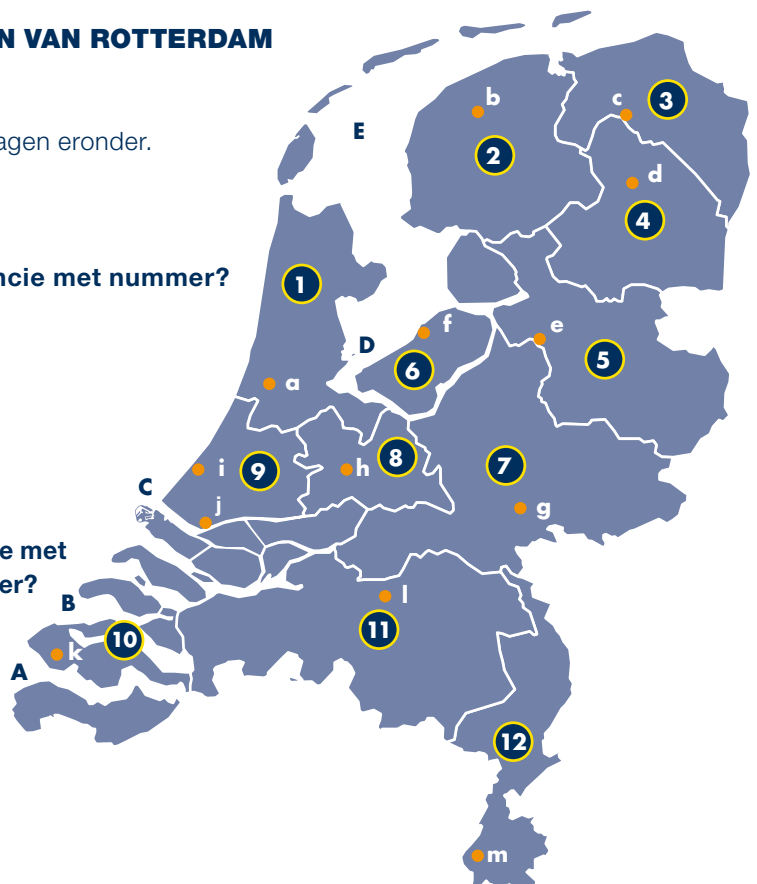 N VAN ROTTERDAM
agen eronder.
ncie met nummer?
e met
er?
b
c
3
E
2
d
4
1
D
f
e
6
5
a
i
9
h
8
7
C
j
g
B
l
11
10
k
A
12
m